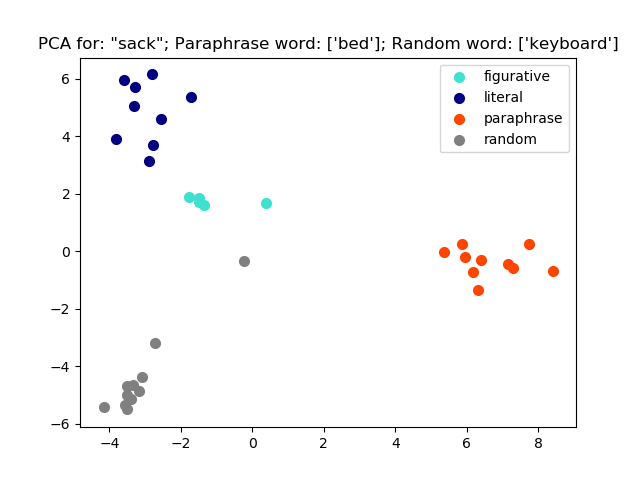 PCA for: "sack"; Paraphrase word: ['bed']; Random word: ['keyboard']
figurative
literal
paraphrase
random
6
4
2
0
−2
−4
−6
−4 −2 0 2 4 6 8